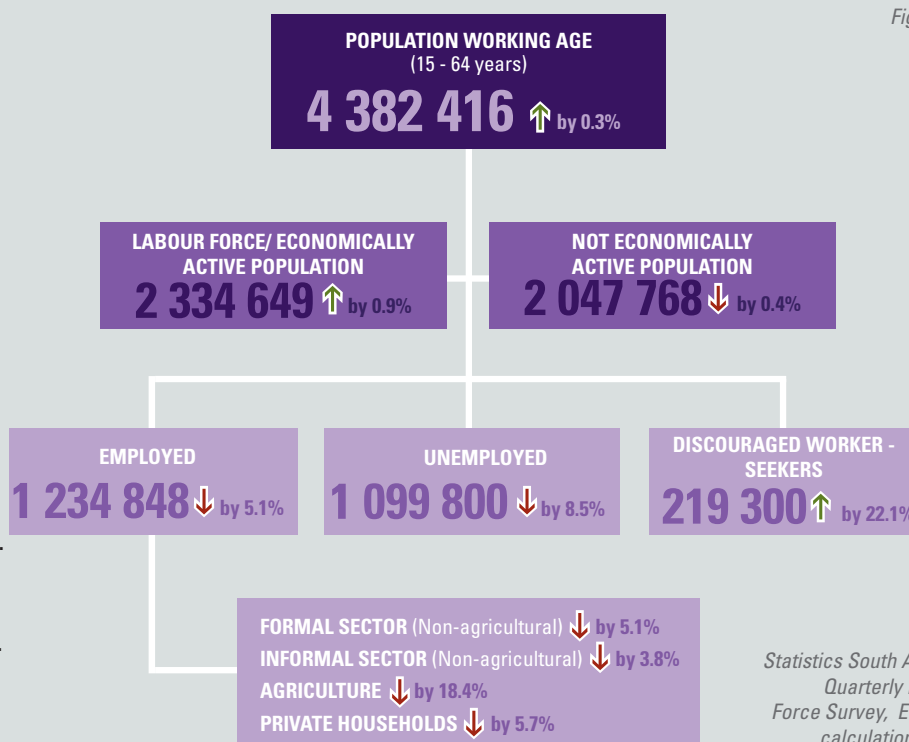 Fig
POPULATION WORKING AGE
(15 - 64 years)
4 382 416 by 0.3%
LABOUR FORCE/ ECONOMICALLY
ACTIVE POPULATION
2 334 649 by 0.9%
NOT ECONOMICALLY
ACTIVE POPULATION
2 047 768 by 0.4%
EMPLOYED
1 234 848 by 5.1%
UNEMPLOYED
1 099 800 by 8.5%
DISCOURAGED WORKER -
SEEKERS
219 300 by 22.1%
FORMAL SECTOR (Non-agricultural) by 5.1%
INFORMAL SECTOR (Non-agricultural) by 3.8%
AGRICULTURE by 18.4%
PRIVATE HOUSEHOLDS by 5.7%
Statistics South A
Quarterly
Force Survey, E
calculation